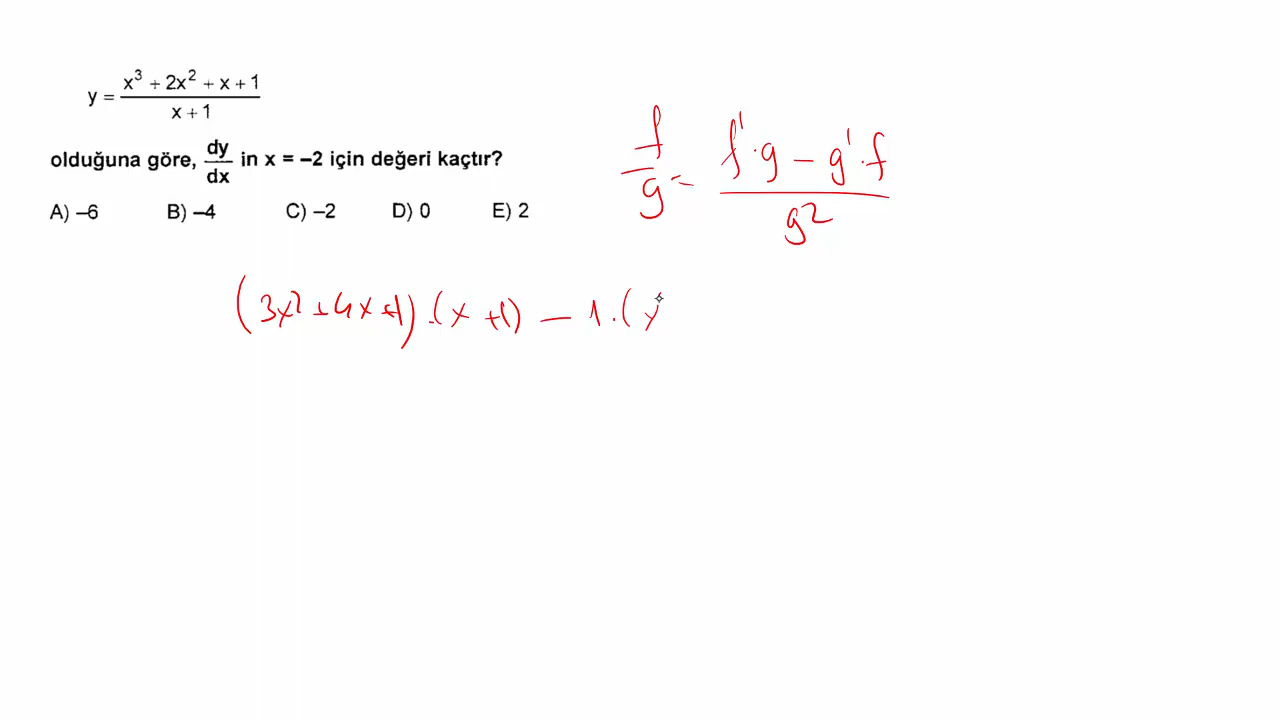 y = (x³ + 2x² + x + 1) / (x + 1)
olduğuna göre, dy/dx in x = –2 için değeri kaçtır?
A) –6 B) –4 C) –2 D) 0 E) 2
f/g = (f' · g – g' · f) / g²
(3x² + 4x + 1) · (x + 1) – 1 · (x